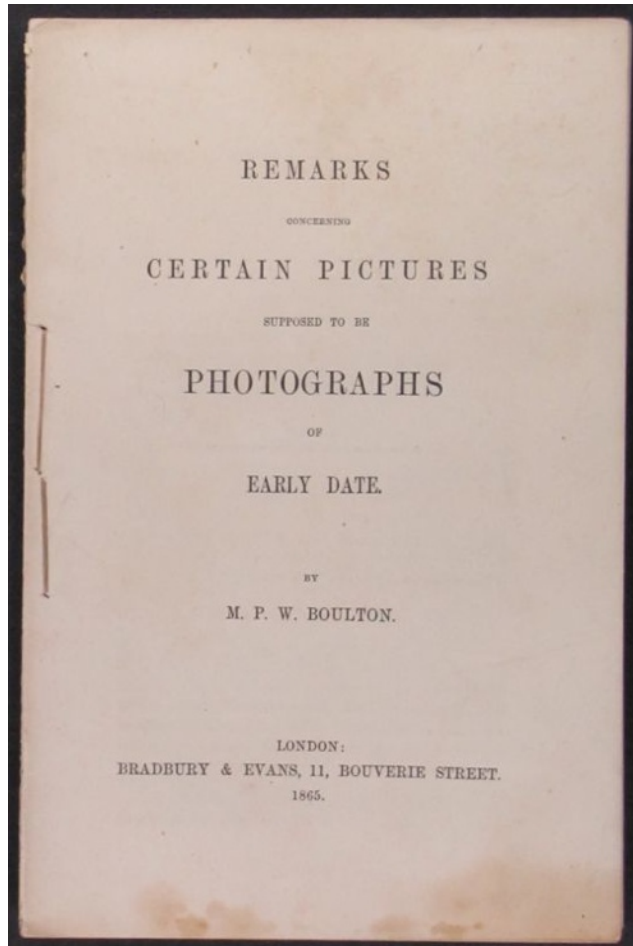 REMARKS
CONCERNING
CERTAIN PICTURES
SUPPOSED TO BE
PHOTOGRAPHS
OF
EARLY DATE.
BY
M. P. W. BOULTON.
LONDON:
BRADBURY & EVANS, 11, BOUVERIE STREET.
1865.